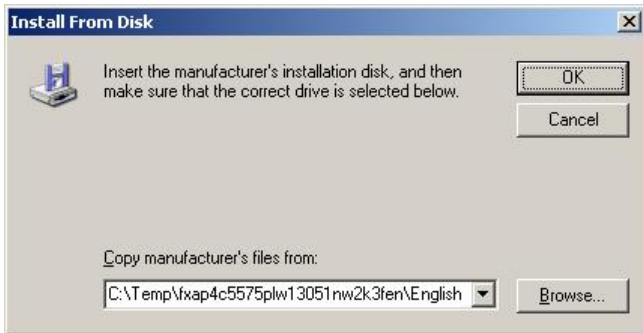 Install From Disk
Insert the manufacturer's installation disk, and then
make sure that the correct drive is selected below.
OK
Cancel
Copy manufacturer's files from:
C:\Temp\fxap4c5575plw13051nw2k3fen\English
Browse...